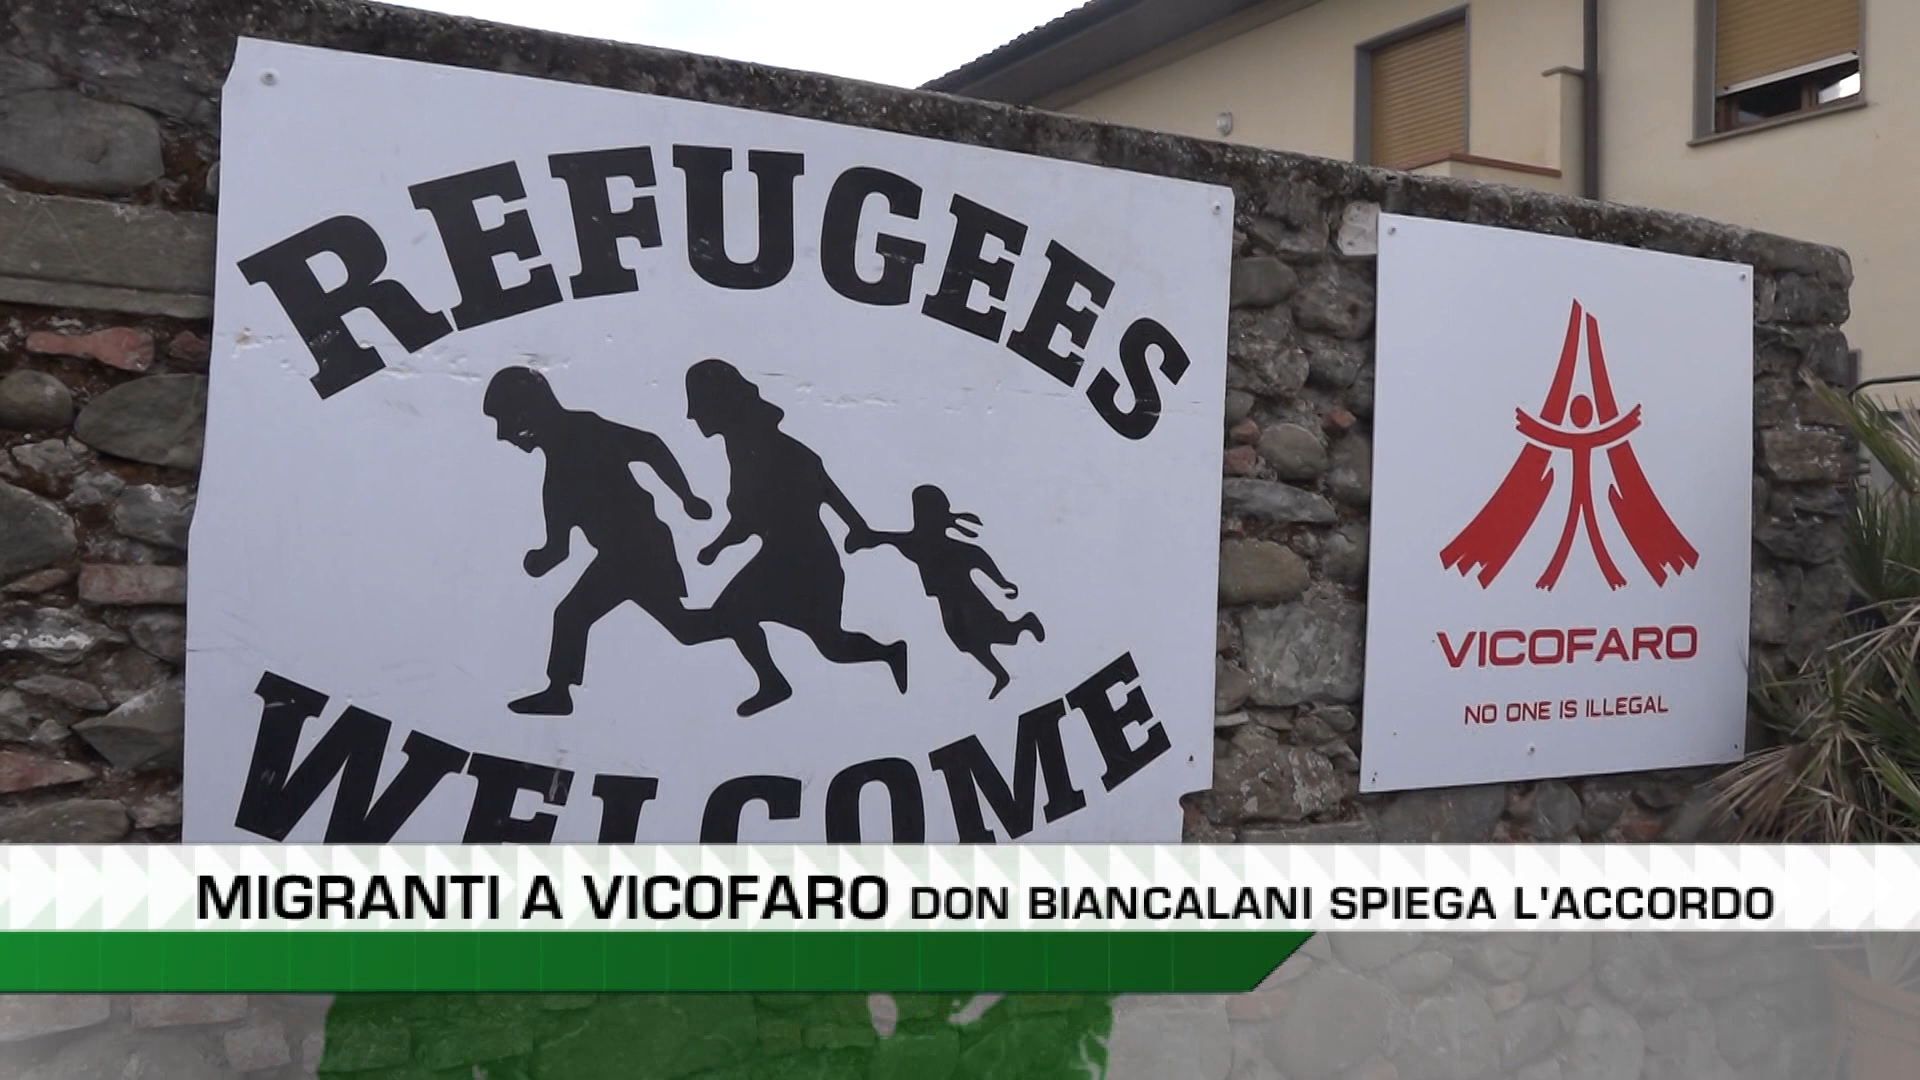 REFUGEES
WELCOME
VICOFARO
NO ONE IS ILLEGAL
MIGRANTI A VICOFARO DON BIANCALANI SPIEGA L'ACCORDO